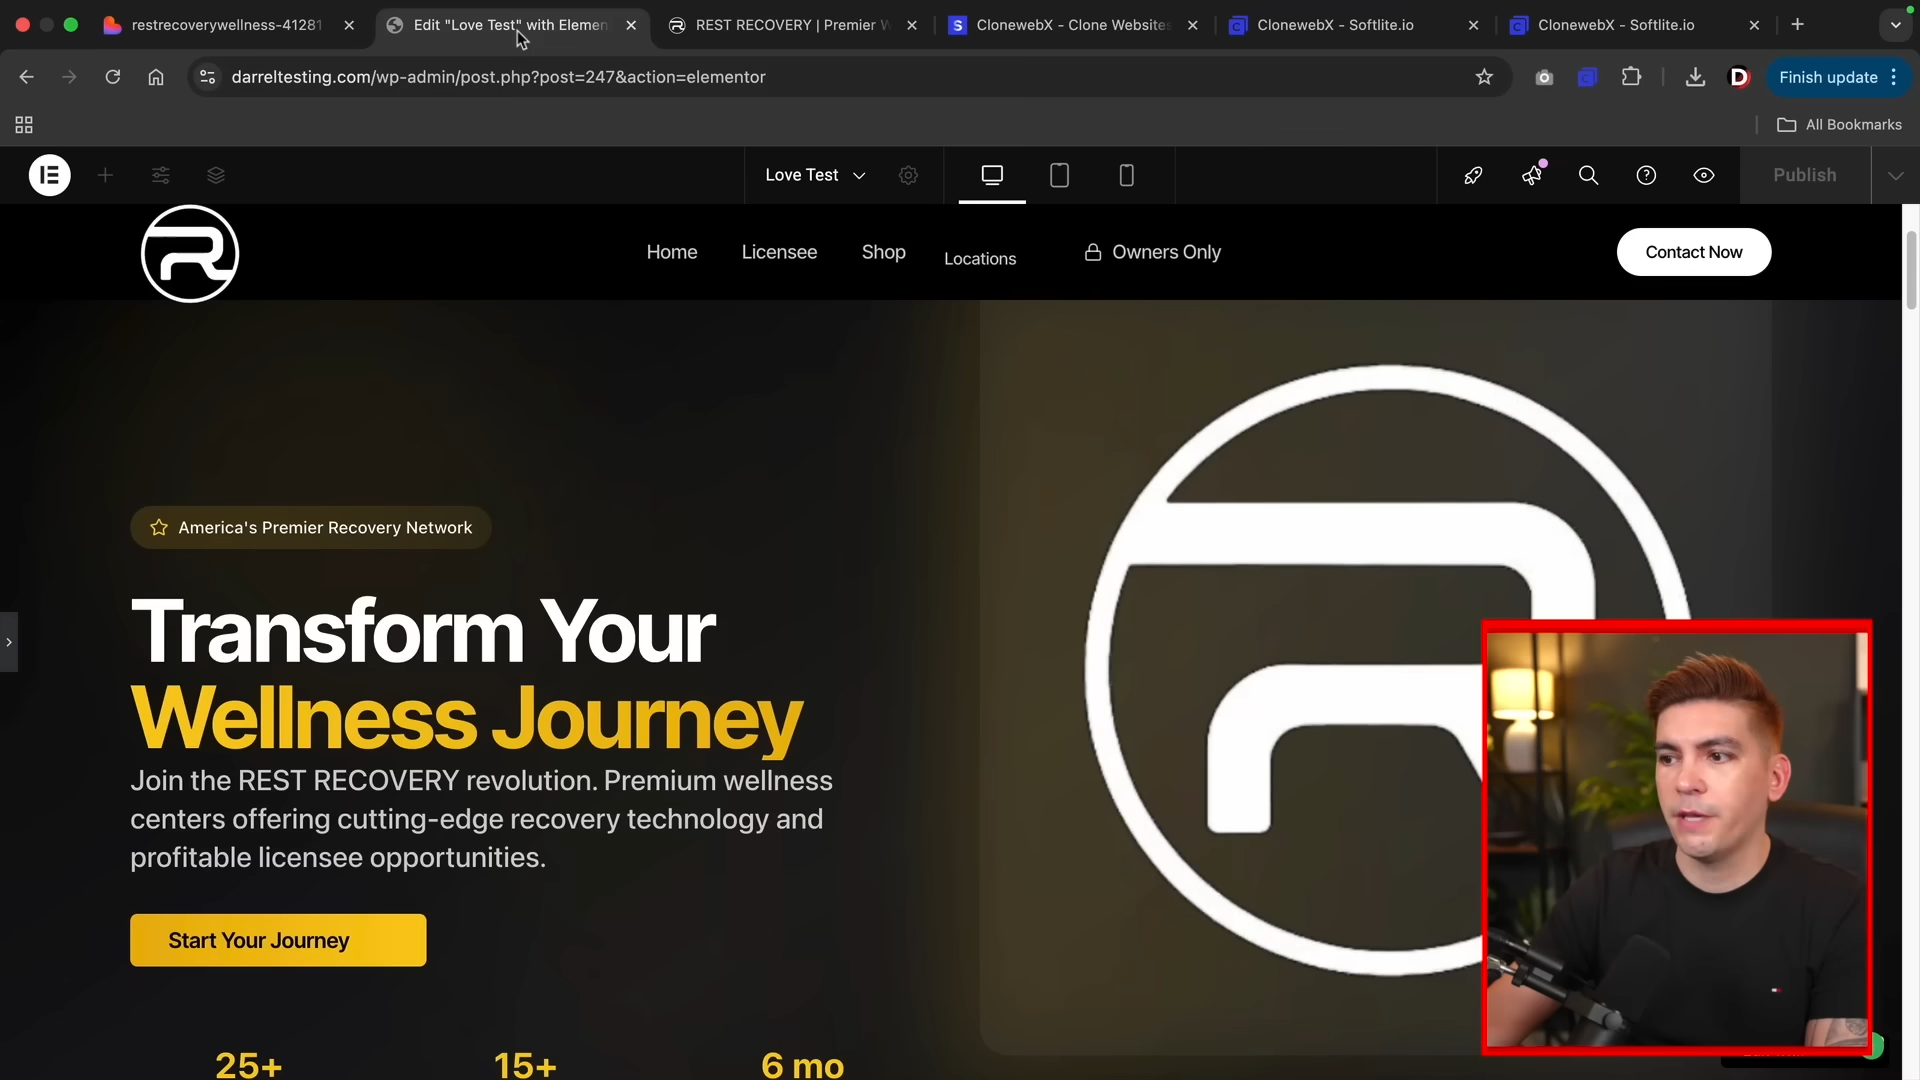 restrecoverywellness-41281
Edit "Love Test" with Elemen
REST RECOVERY | Premier W
ClonewebX - Clone Websites
ClonewebX - Softlite.io
ClonewebX - Softlite.io
darreltesting.com/wp-admin/post.php?post=247&action=elementor
Finish update
All Bookmarks
Love Test
Publish
Home
Licensee
Shop
Locations
Owners Only
Contact Now
America's Premier Recovery Network
Transform Your
Wellness Journey
Join the REST RECOVERY revolution. Premium wellness
centers offering cutting-edge recovery technology and
profitable licensee opportunities.
Start Your Journey
25+
15+
6 mo